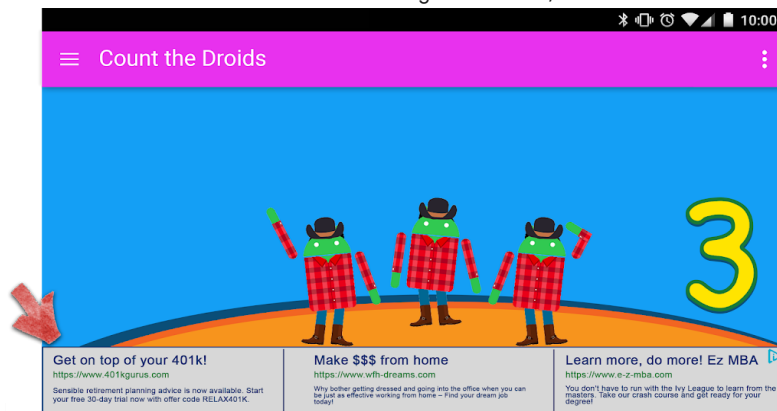 10:00
Count the Droids
3
Get on top of your 401k!
https://www.401kgurus.com
Sensible retirement planning advice is now available. Start
your free 30-day trial now with offer code RELAX401K.
Make $$$ from home
https://www.wfh-dreams.com
Why bother getting dressed and going into the office when you can
be just as effective working from home – Find your dream job
today!
Learn more, do more! Ez MBA
https://www.e-z-mba.com
You don't have to run with the Ivy League to learn from the
masters. Take our crash course and get ready for your
degree!